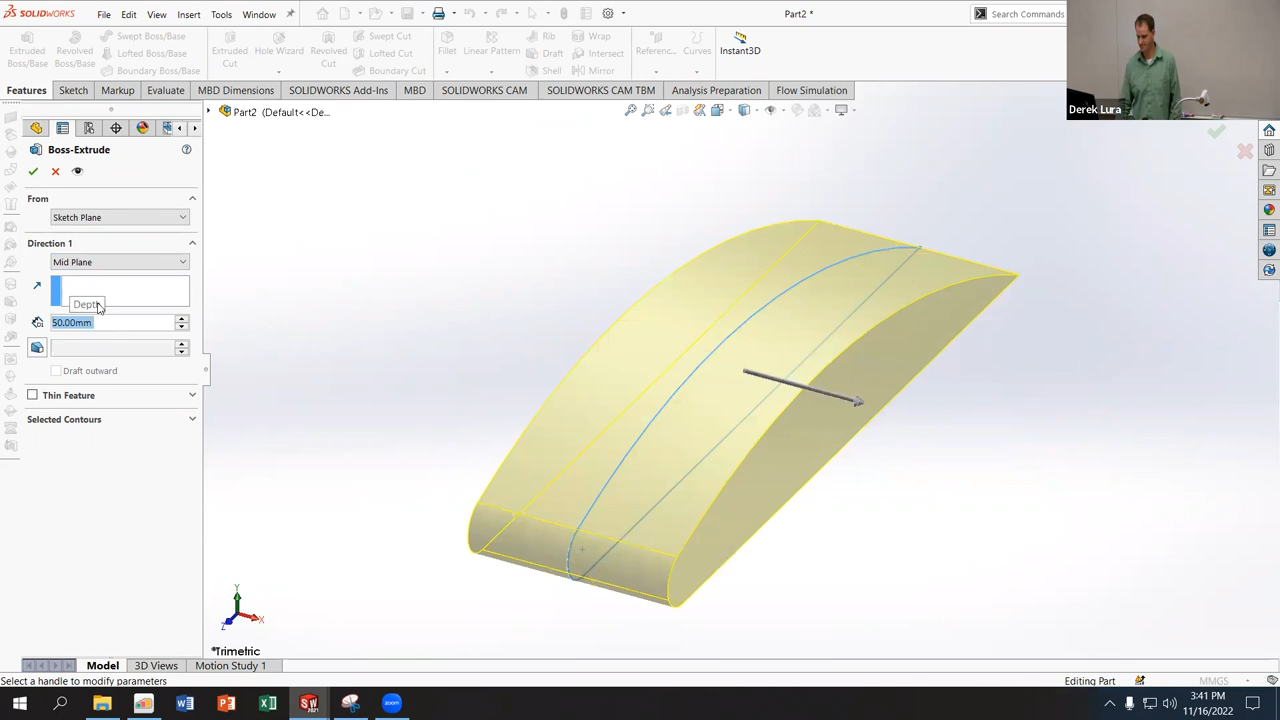 SOLIDWORKS File Edit View Insert Tools Window Part2 * Search Commands
Derek Lura
Extruded Boss/Base Revolved Boss/Base Swept Boss/Base Lofted Boss/Base Boundary Boss/Base Extruded Cut Hole Wizard Revolved Cut Swept Cut Lofted Cut Boundary Cut Fillet Linear Pattern Rib Draft Shell Wrap Intersect Mirror Referenc... Curves Instant3D
Features Sketch Markup Evaluate MBD Dimensions SOLIDWORKS Add-Ins MBD SOLIDWORKS CAM SOLIDWORKS CAM TBM Analysis Preparation Flow Simulation
Part2 (Default<<De...
Boss-Extrude
From
Sketch Plane
Direction 1
Mid Plane
Depth
50.00mm
Draft outward
Thin Feature
Selected Contours
Y
X
Z
*Trimetric
Model 3D Views Motion Study 1
Select a handle to modify parameters Editing Part MMGS
SW 2021
3:41 PM
11/16/2022